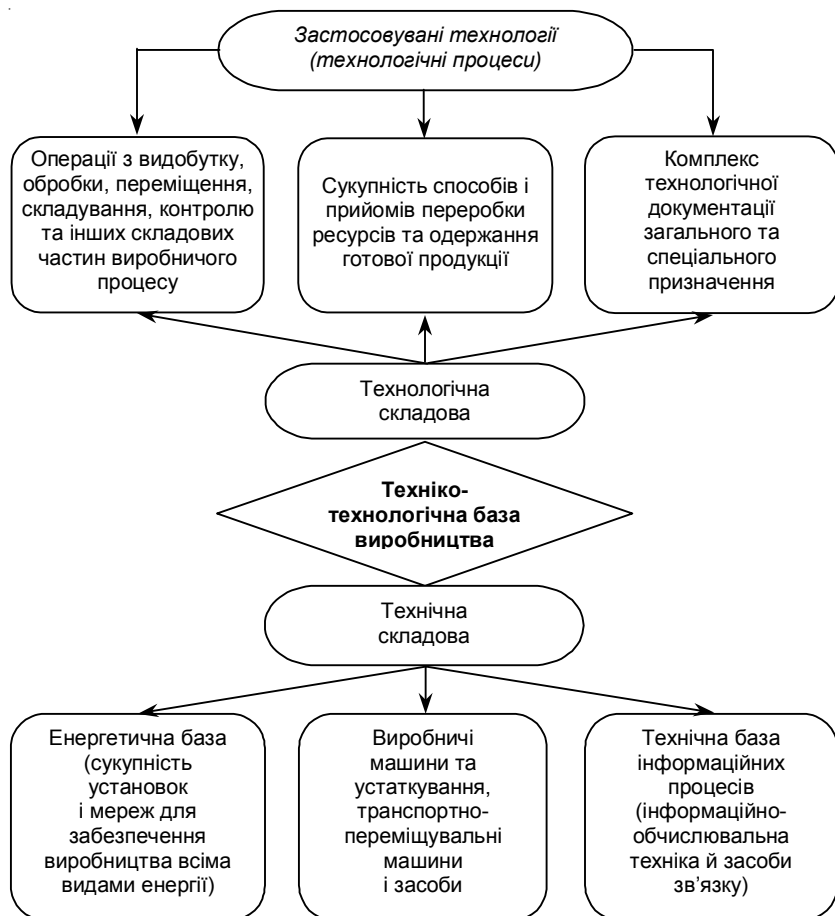 Застосовувані технології
(технологічні процеси)
Операції з видобутку,
обробки, переміщення,
складування, контролю
та інших складових
частин виробничого
процесу
Сукупність способів і
прийомів переробки
ресурсів та одержання
готової продукції
Комплекс
технологічної
документації
загального та
спеціального
призначення
Технологічна
складова
Техніко-
технологічна база
виробництва
Технічна
складова
Енергетична база
(сукупність
установок
і мереж для
забезпечення
виробництва всіма
видами енергії)
Виробничі
машини та
устаткування,
транспортно-
переміщувальні
машини
і засоби
Технічна база
інформаційних
процесів
(інформаційно-
обчислювальна
техніка й засоби
зв’язку)